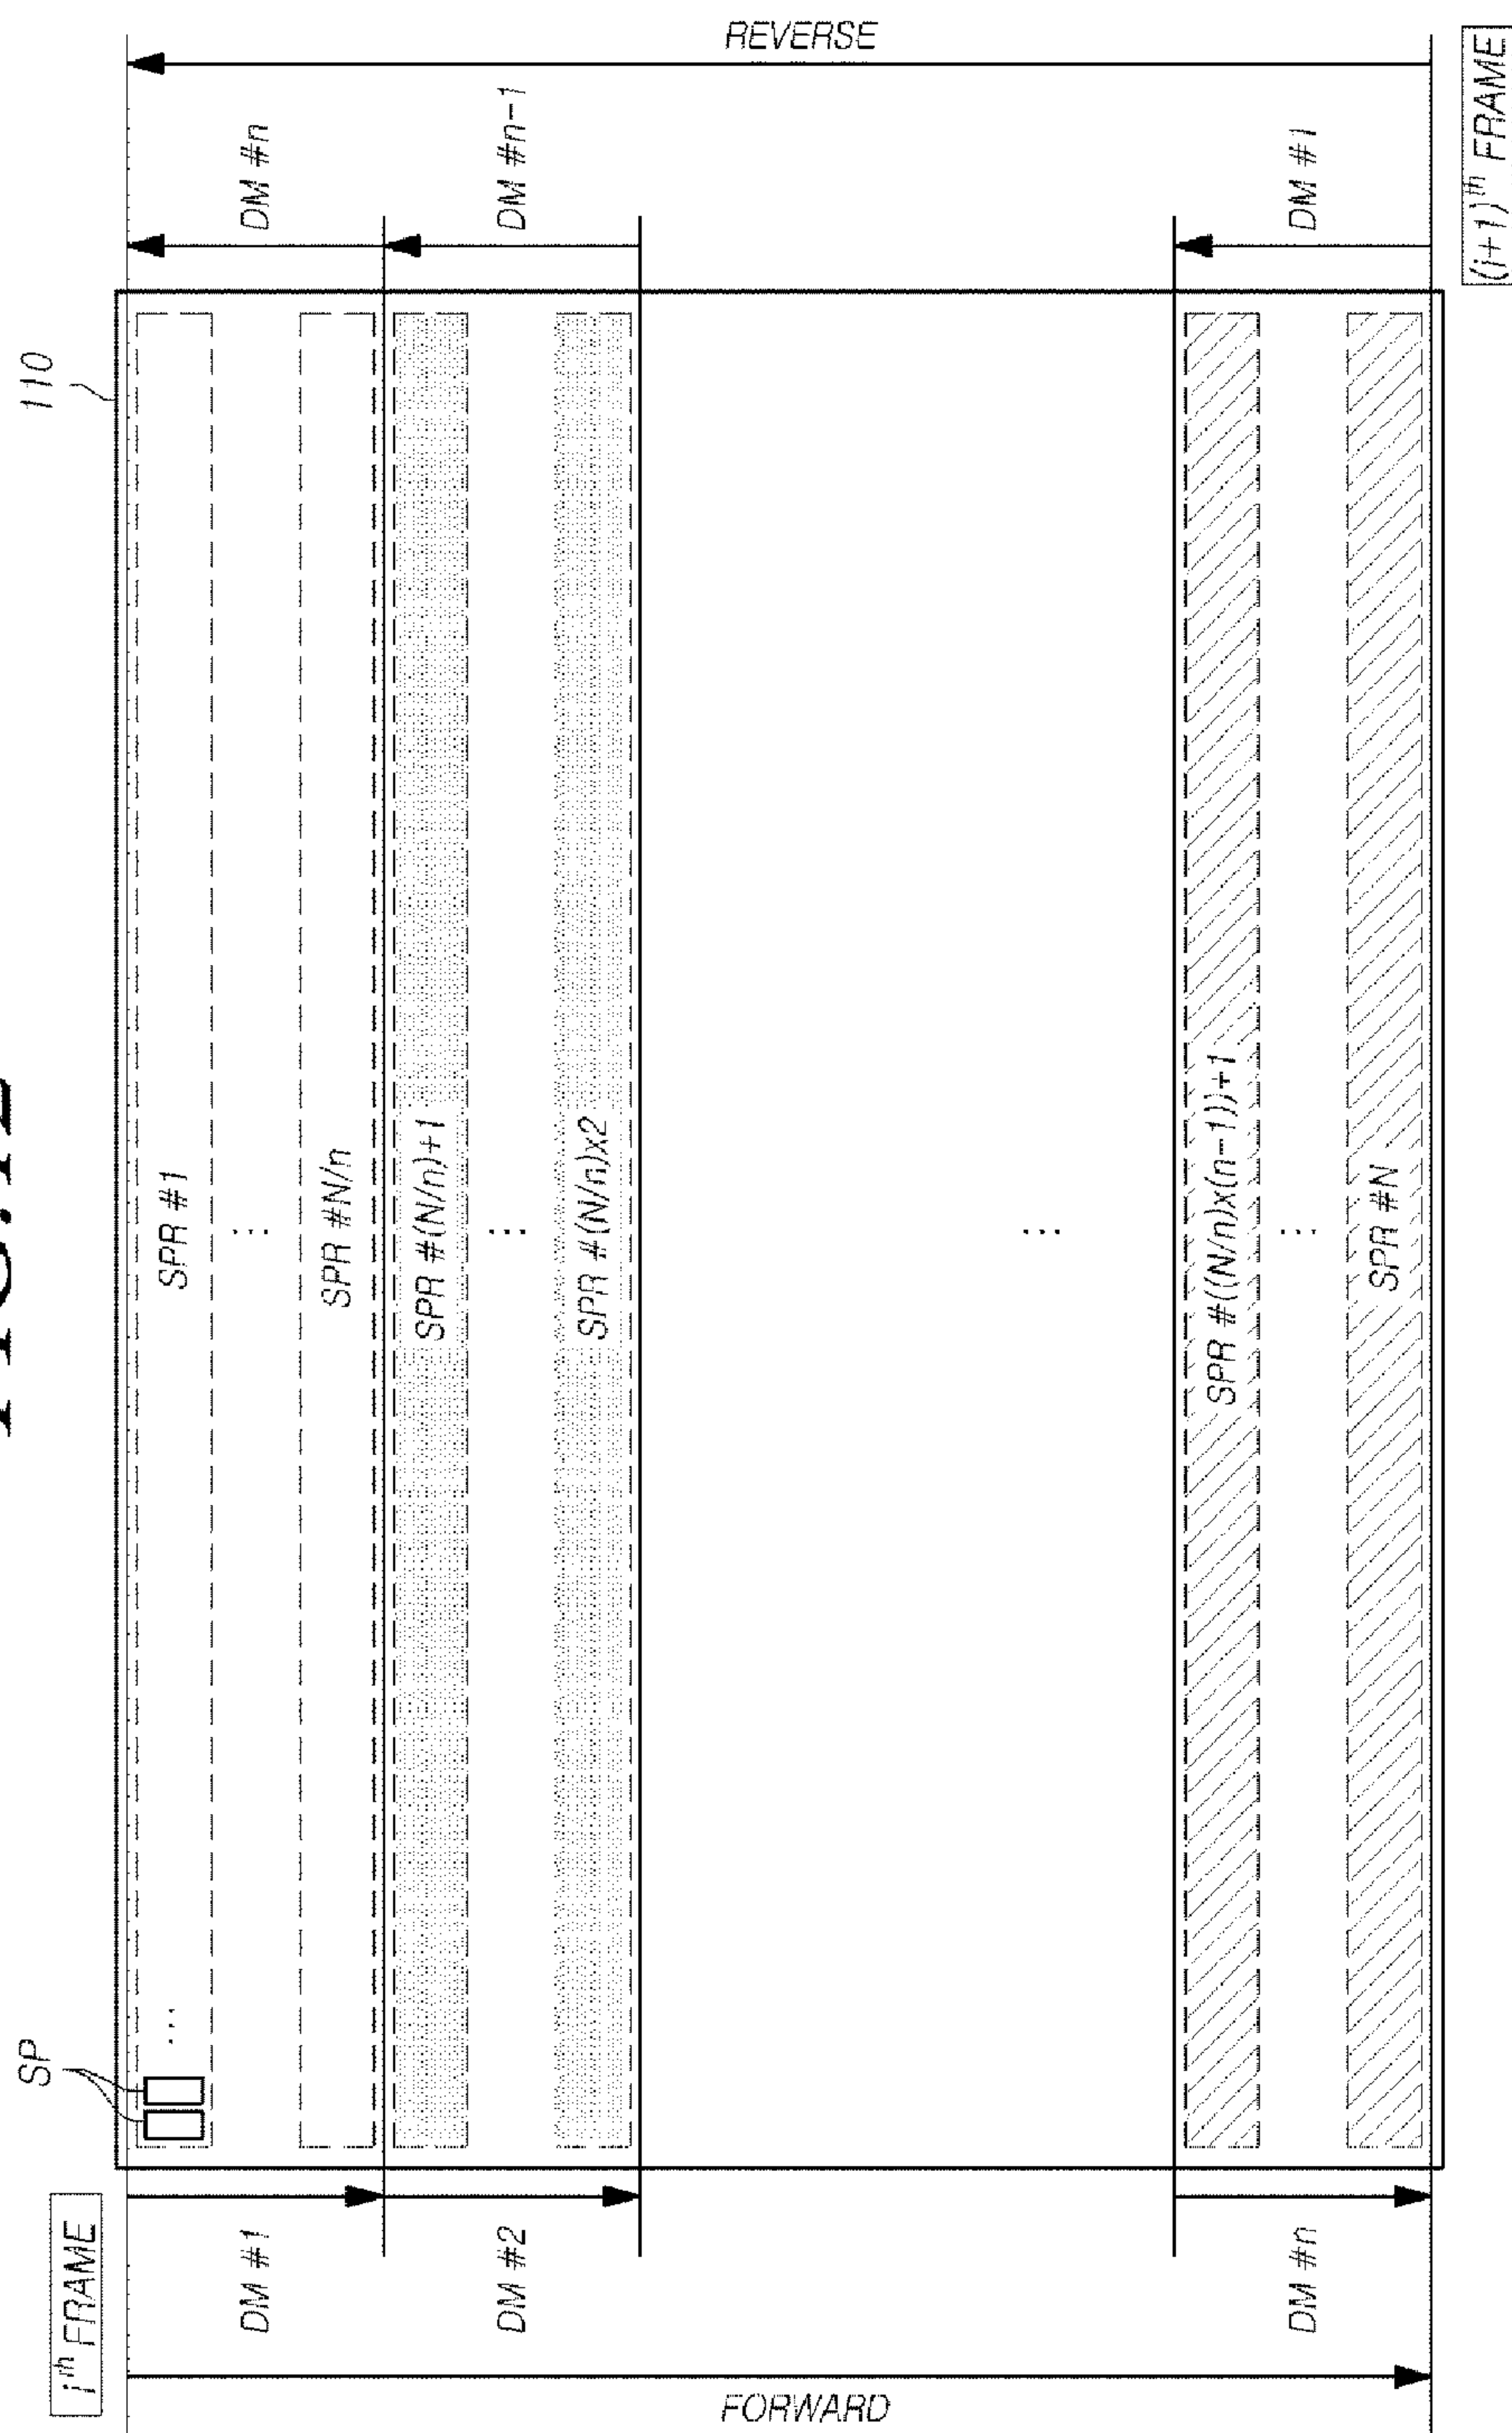 110
REVERSE
DM #n
DM #n-1
DM #1
(i+1)th FRAME
SPR #1
⋮
SPR #N/n
SPR #(N/n)+1
⋮
SPR #(N/n)x2
⋮
SPR #((N/n)x(n-1))+1
⋮
SPR #N
SP
...
ith FRAME
DM #1
DM #2
DM #n
FORWARD